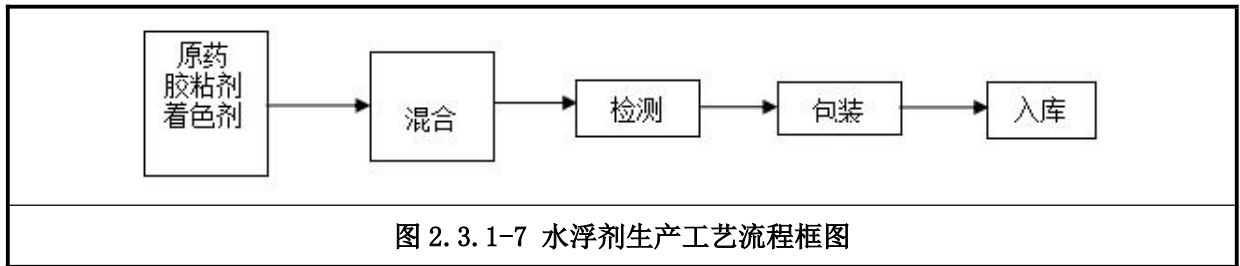 原药
胶粘剂
着色剂
混合
检测
包装
入库
图 2.3.1-7 水浮剂生产工艺流程框图